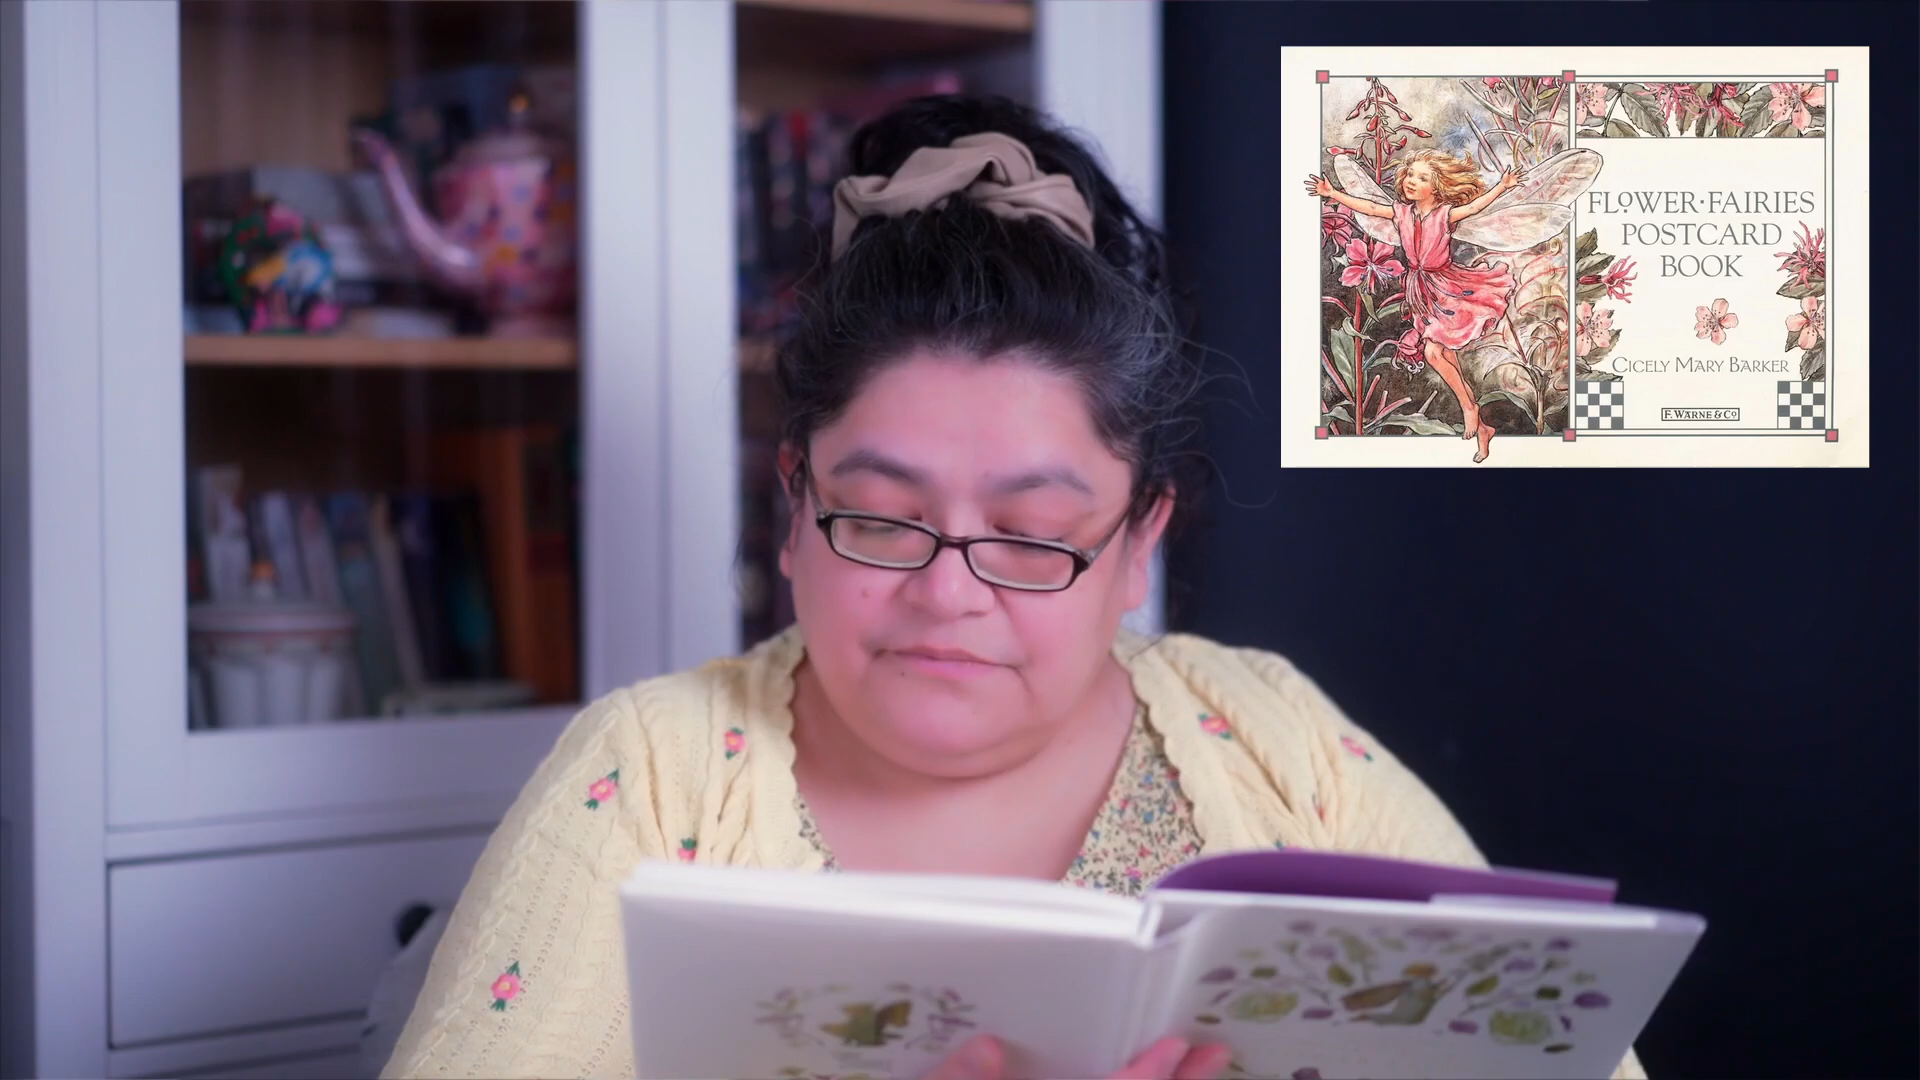 FLOWER·FAIRIES
POSTCARD
BOOK
CICELY MARY BARKER
F. WARNE & Co